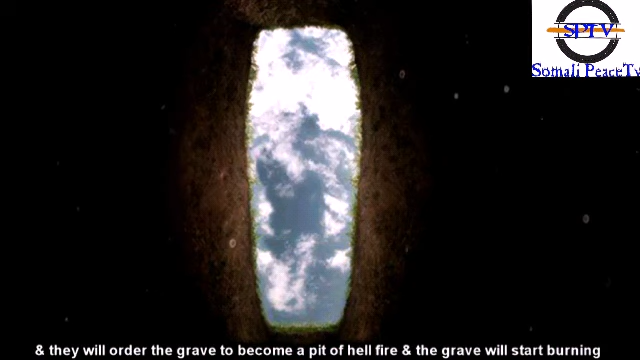 SPTV
Somali PeaceTv
& they will order the grave to become a pit of hell fire & the grave will start burning